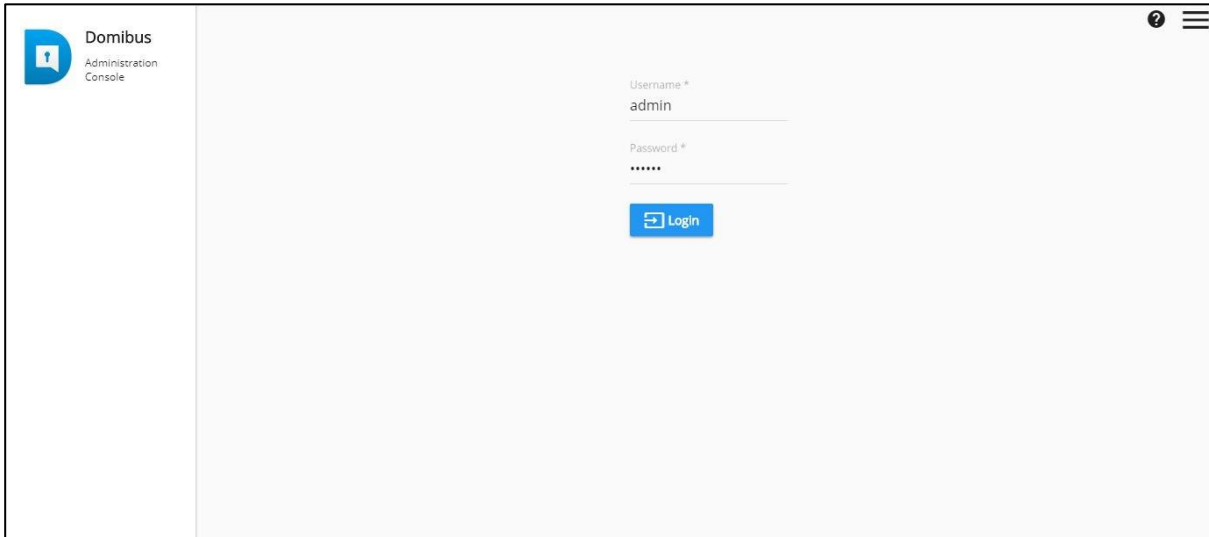 Domibus
Administration
Console
Username *
admin
Password *
••••••
Login